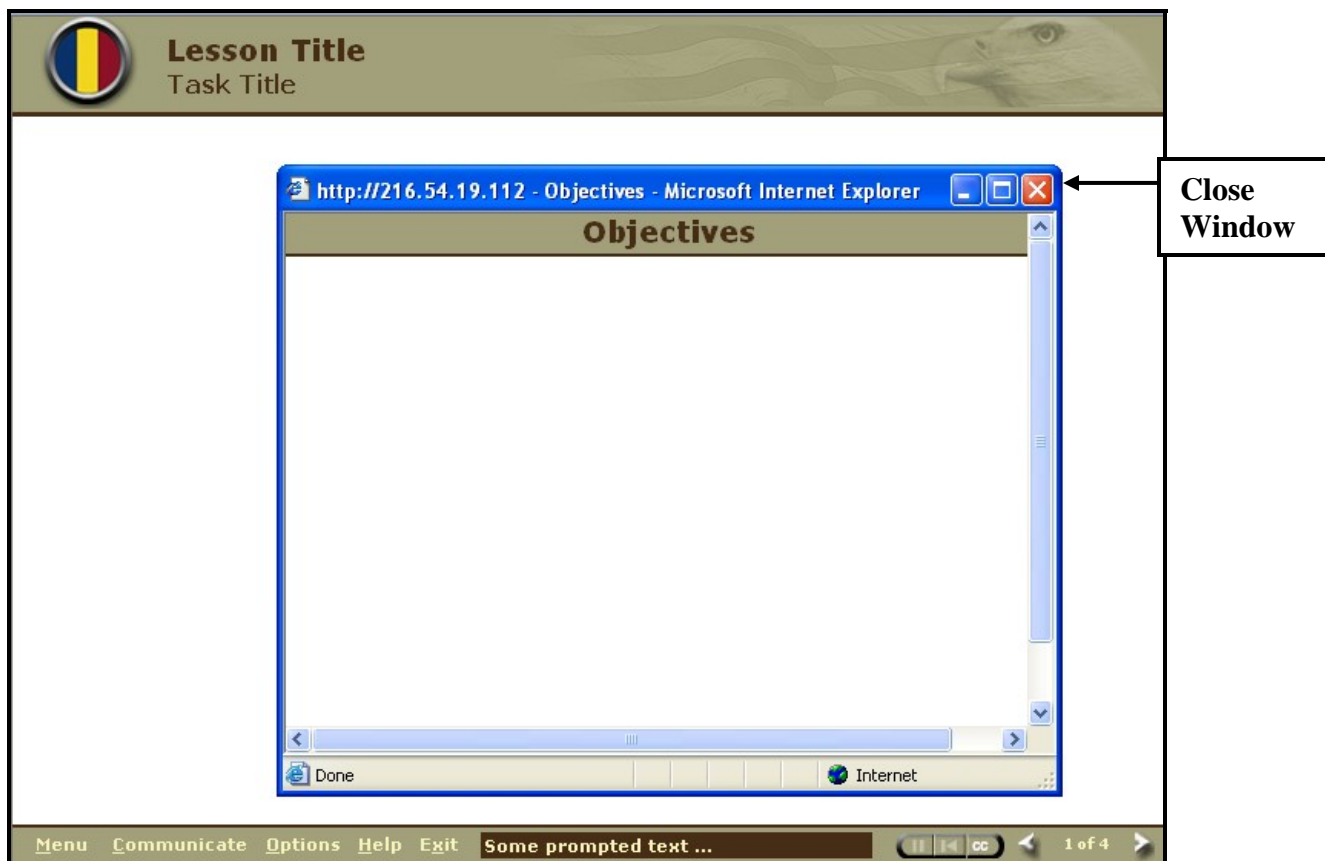 Lesson Title
Task Title
http://216.54.19.112 - Objectives - Microsoft Internet Explorer
Close
Window
Objectives
Done
Internet
Menu Communicate Options Help Exit Some prompted text ... CC 1 of 4